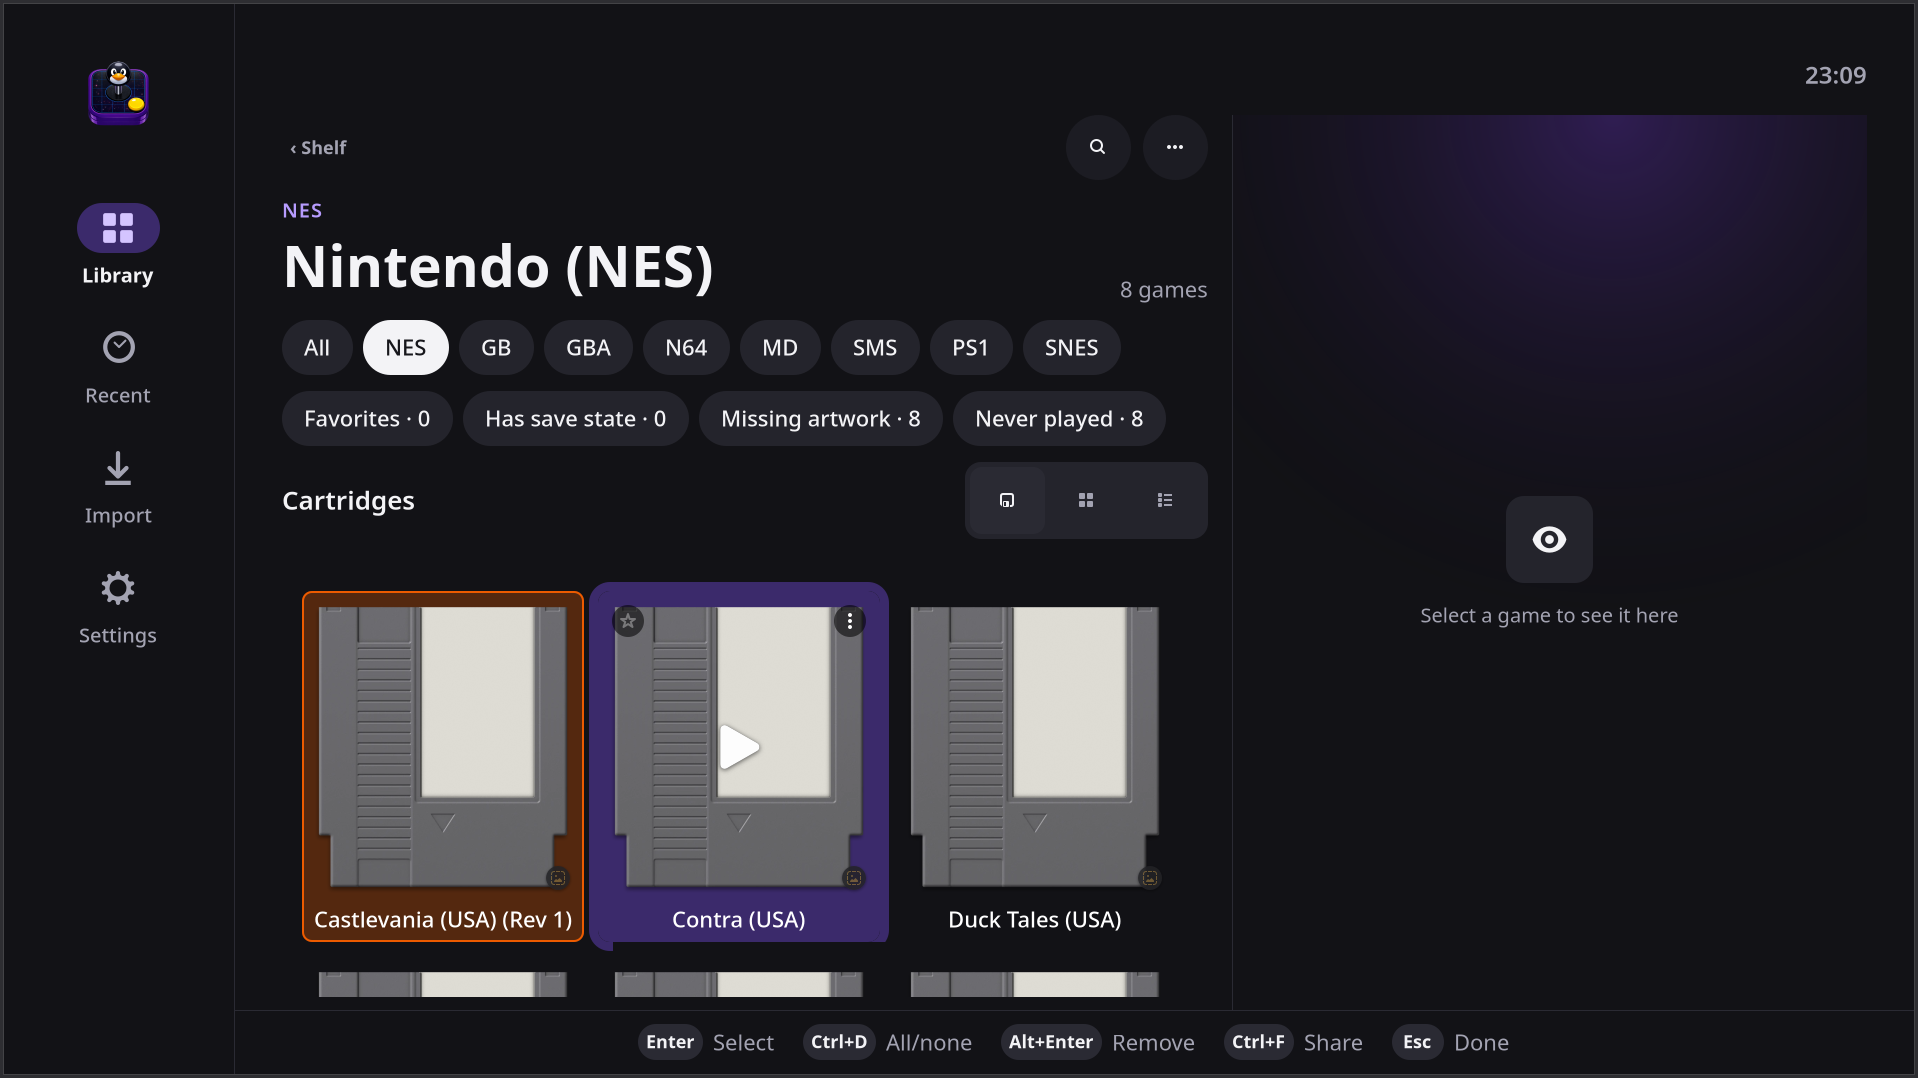 23:09
‹ Shelf
NES
Nintendo (NES)
8 games
All NES GB GBA N64 MD SMS PS1 SNES
Favorites · 0 Has save state · 0 Missing artwork · 8 Never played · 8
Cartridges
Castlevania (USA) (Rev 1) Contra (USA) Duck Tales (USA)
Library
Recent
Import
Settings
Select a game to see it here
Enter Select Ctrl+D All/none Alt+Enter Remove Ctrl+F Share Esc Done